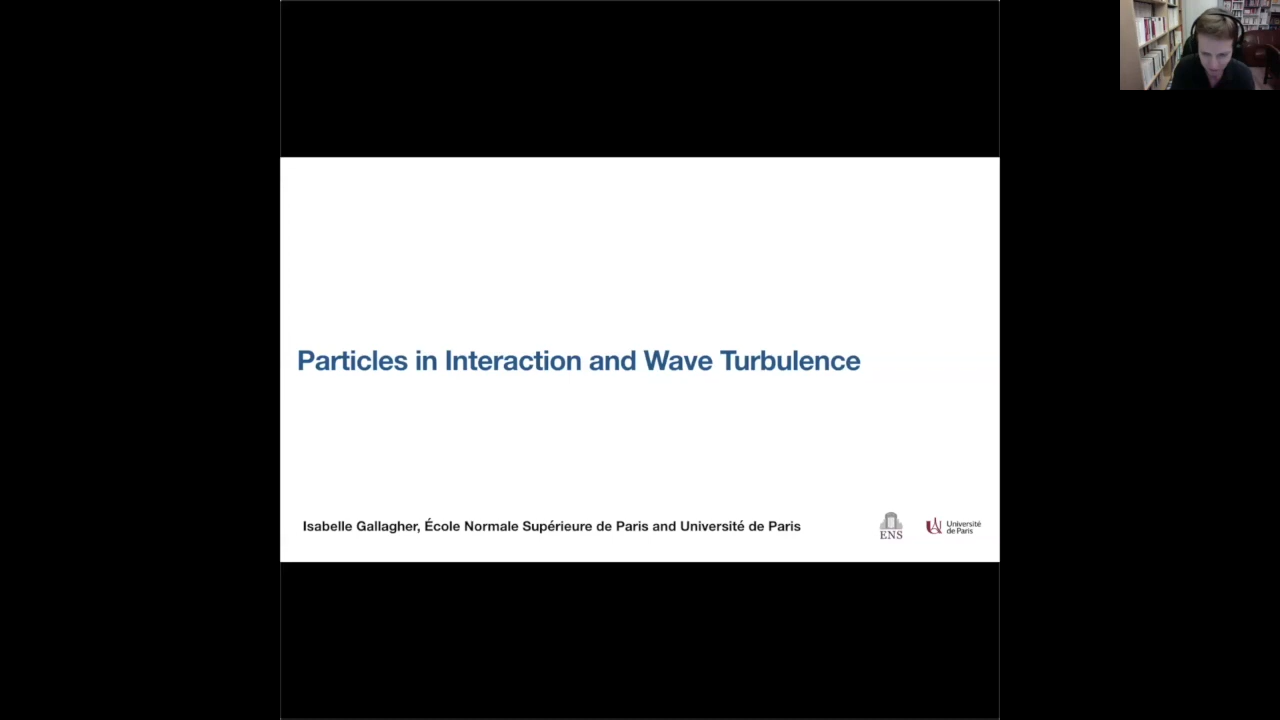 Particles in Interaction and Wave Turbulence
Isabelle Gallagher, École Normale Supérieure de Paris and Université de Paris
ENS
Université
de Paris